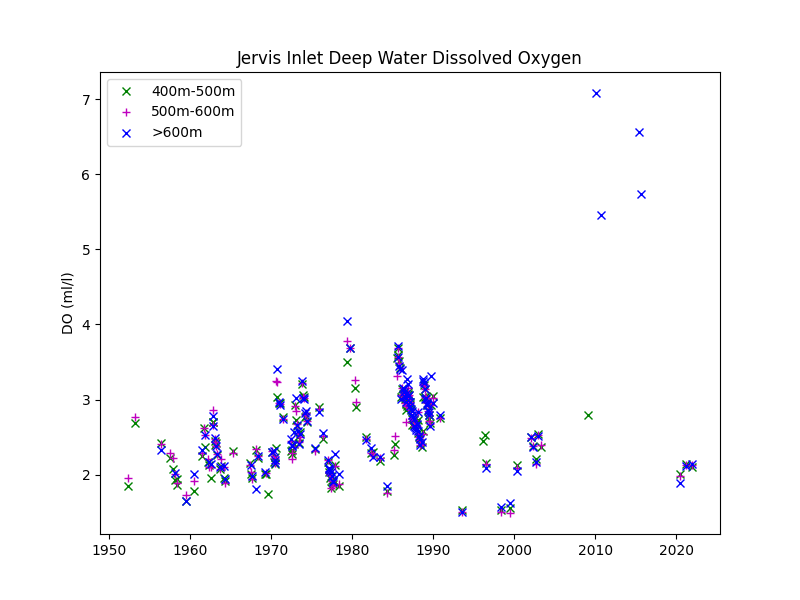 Jervis Inlet Deep Water Dissolved Oxygen
400m-500m
500m-600m
>600m
DO (ml/l)
7
6
5
4
3
2
1950 1960 1970 1980 1990 2000 2010 2020